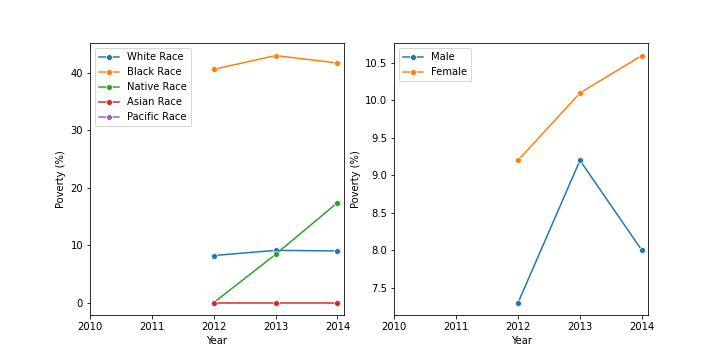 White Race
Black Race
Native Race
Asian Race
Pacific Race
40
30
20
10
0
Poverty (%)
2010 2011 2012 2013 2014
Year
Male
Female
10.5
10.0
9.5
9.0
8.5
8.0
7.5
Poverty (%)
2010 2011 2012 2013 2014
Year